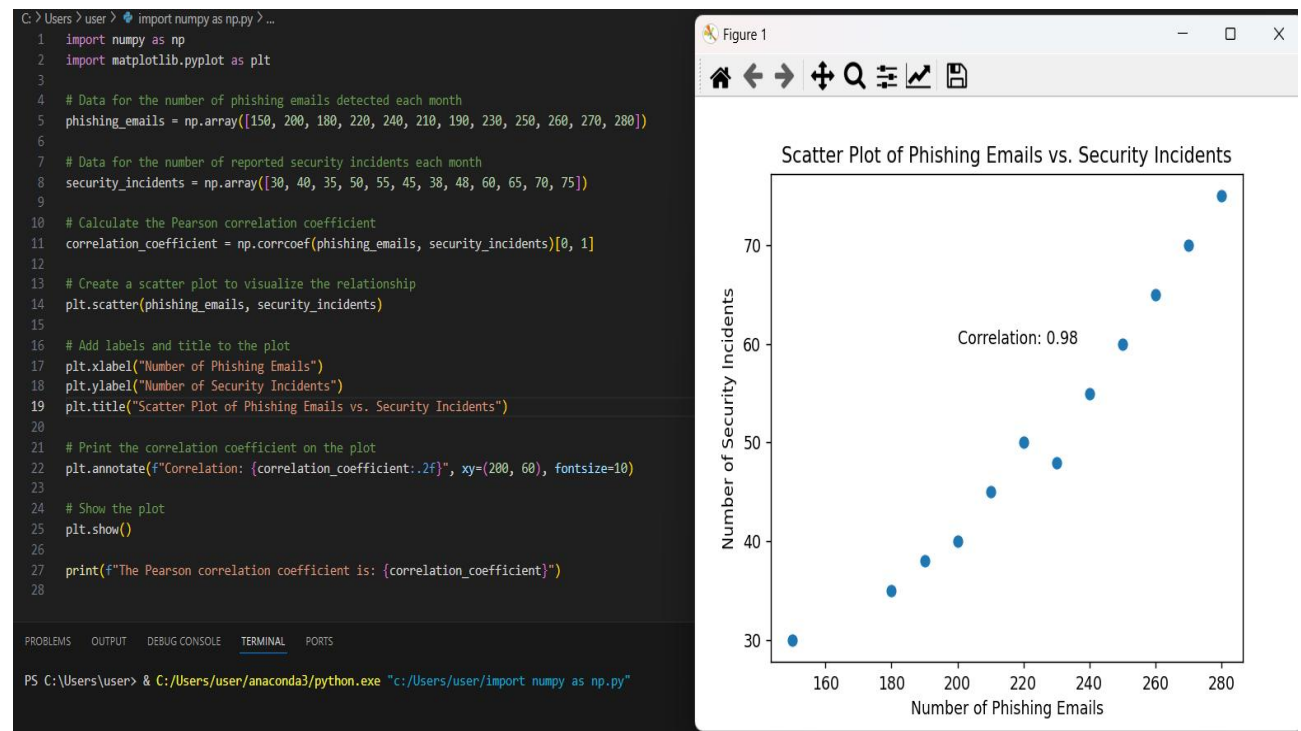 C: > Users > user > import numpy as np.py > ...
1 import numpy as np
2 import matplotlib.pyplot as plt
3
4 # Data for the number of phishing emails detected each month
5 phishing_emails = np.array([150, 200, 180, 220, 240, 210, 190, 230, 250, 260, 270, 280])
6
7 # Data for the number of reported security incidents each month
8 security_incidents = np.array([30, 40, 35, 50, 55, 45, 38, 48, 60, 65, 70, 75])
9
10 # Calculate the Pearson correlation coefficient
11 correlation_coefficient = np.corrcoef(phishing_emails, security_incidents)[0, 1]
12
13 # Create a scatter plot to visualize the relationship
14 plt.scatter(phishing_emails, security_incidents)
15
16 # Add labels and title to the plot
17 plt.xlabel("Number of Phishing Emails")
18 plt.ylabel("Number of Security Incidents")
19 plt.title("Scatter Plot of Phishing Emails vs. Security Incidents")
20
21 # Print the correlation coefficient on the plot
22 plt.annotate(f"Correlation: {correlation_coefficient:.2f}", xy=(200, 60), fontsize=10)
23
24 # Show the plot
25 plt.show()
26
27 print(f"The Pearson correlation coefficient is: {correlation_coefficient}")
28
PROBLEMS OUTPUT DEBUG CONSOLE TERMINAL PORTS
PS C:\Users\user> & C:/Users/user/anaconda3/python.exe "c:/Users/user/import numpy as np.py"
Figure 1
Scatter Plot of Phishing Emails vs. Security Incidents
Number of Security Incidents
70
60
50
40
30
Correlation: 0.98
160 180 200 220 240 260 280
Number of Phishing Emails